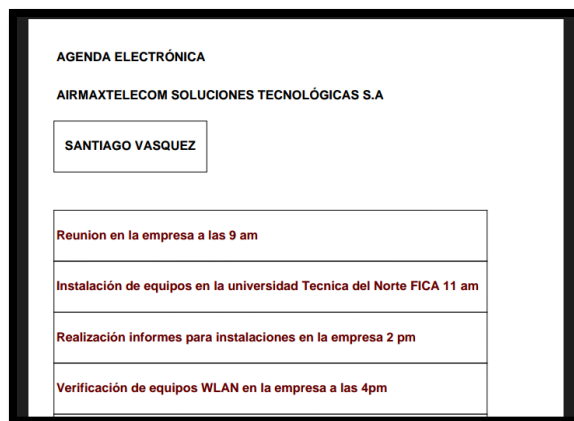 AGENDA ELECTRÓNICA
AIRMAXTELECOM SOLUCIONES TECNOLÓGICAS S.A
SANTIAGO VASQUEZ
Reunion en la empresa a las 9 am
Instalación de equipos en la universidad Tecnica del Norte FICA 11 am
Realización informes para instalaciones en la empresa 2 pm
Verificación de equipos WLAN en la empresa a las 4pm